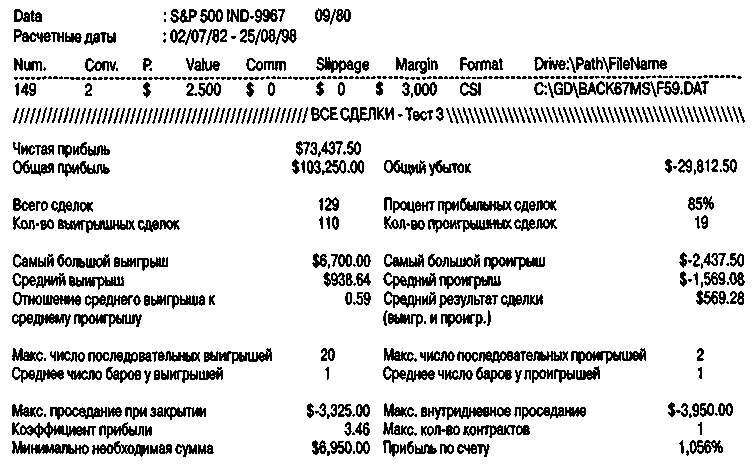 Data : S&P 500 IND-9967 09/80
Расчетные даты : 02/07/82 - 25/08/98
Num. Conv. P. Value Comm Slippage Margin Format Drive:\Path\FileName
149 2 $ 2.500 $ 0 $ 0 $ 3,000 CSI C:\GD\BACK67MS\F59.DAT
//////////////////////////////////////////// ВСЕ СДЕЛКИ - Тест 3 \\\\\\\\\\\\\\\\\\\\\\\\\\\\\\\\\\\\\\\\\\\\
Чистая прибыль $73,437.50
Общая прибыль $103,250.00 Общий убыток $-29,812.50
Всего сделок 129 Процент прибыльных сделок 85%
Кол-во выигрышных сделок 110 Кол-во проигрышных сделок 19
Самый большой выигрыш $6,700.00 Самый большой проигрыш $-2,437.50
Средний выигрыш $938.64 Средний проигрыш $-1,569.08
Отношение среднего выигрыша к 0.59 Средний результат сделки $569.28
среднему проигрышу (выигр. и проигр.)
Макс. число последовательных выигрышей 20 Макс. число последовательных проигрышей 2
Среднее число баров у выигрышей 1 Среднее число баров у проигрышей 1
Макс. проседание при закрытии $-3,325.00 Макс. внутридневное проседание $-3,950.00
Коэффициент прибыли 3.46 Макс. кол-во контрактов 1
Минимально необходимая сумма $6,950.00 Прибыль по счету 1,056%